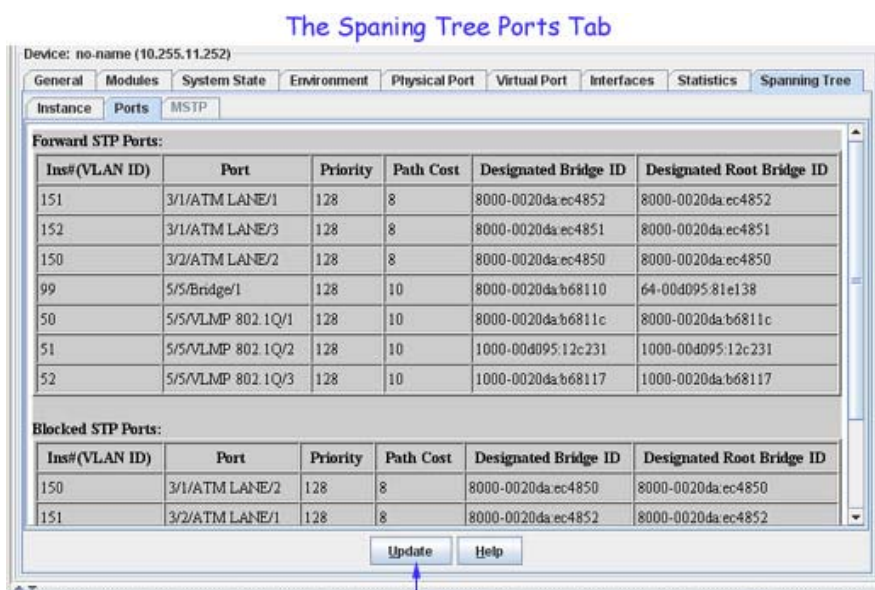 The Spaning Tree Ports Tab
Device: no-name (10.255.11.252)
General Modules System State Environment Physical Port Virtual Port Interfaces Statistics Spanning Tree
Instance Ports MSTP
Forward STP Ports:
Ins#(VLAN ID) Port Priority Path Cost Designated Bridge ID Designated Root Bridge ID
151 3/1/ATM LANE/1 128 8 8000-0020da:ec4852 8000-0020da:ec4852
152 3/1/ATM LANE/3 128 8 8000-0020da:ec4851 8000-0020da:ec4851
150 3/2/ATM LANE/2 128 8 8000-0020da:ec4850 8000-0020da:ec4850
99 5/5/Bridge/1 128 10 8000-0020da:b68110 64-00d095:81e138
50 5/5/VLMP 802.1Q/1 128 10 8000-0020da:b6811c 8000-0020da:b6811c
51 5/5/VLMP 802.1Q/2 128 10 1000-00d095:12c231 1000-00d095:12c231
52 5/5/VLMP 802.1Q/3 128 10 1000-0020da:b68117 1000-0020da:b68117
Blocked STP Ports:
Ins#(VLAN ID) Port Priority Path Cost Designated Bridge ID Designated Root Bridge ID
150 3/1/ATM LANE/2 128 8 8000-0020da:ec4850 8000-0020da:ec4850
151 3/2/ATM LANE/1 128 8 8000-0020da:ec4852 8000-0020da:ec4852
Update Help